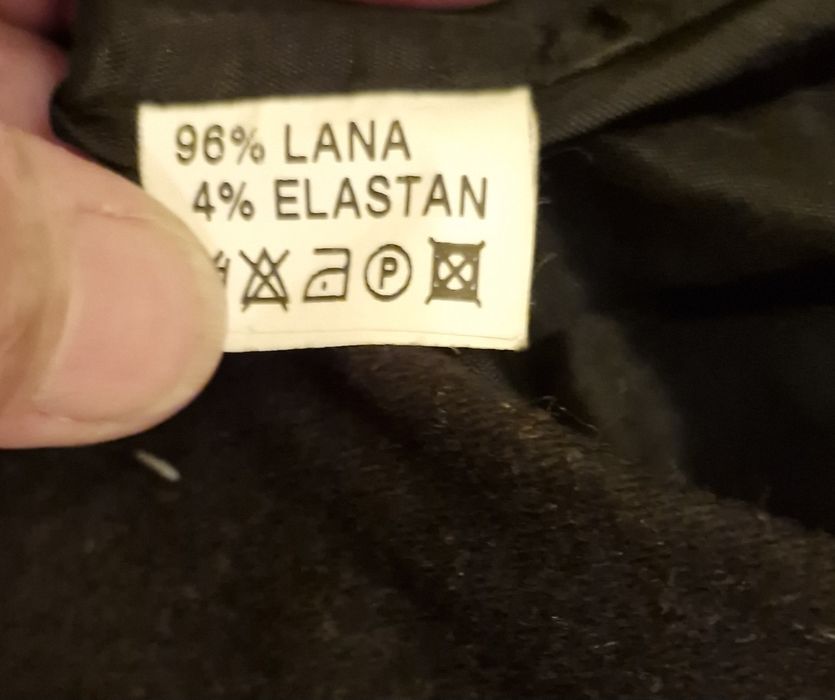 96% LANA
4% ELASTAN
P